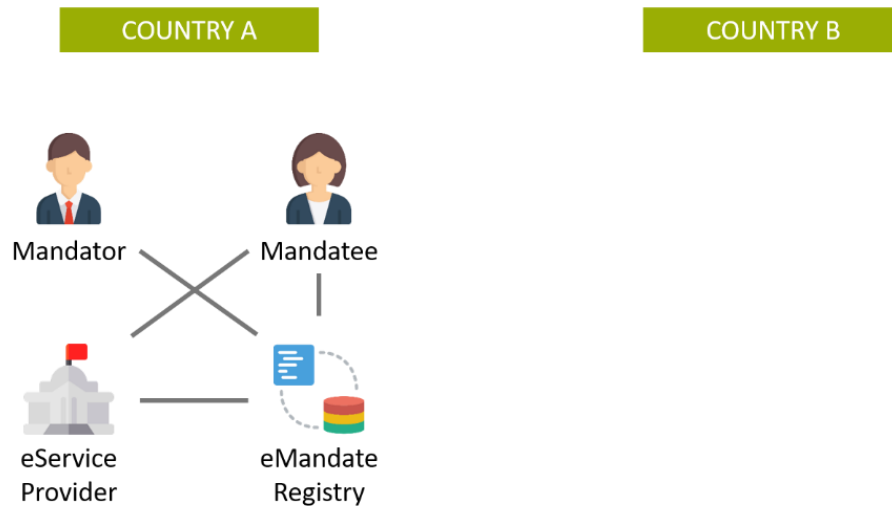 COUNTRY A
COUNTRY B
Mandator
Mandatee
eService
Provider
eMandate
Registry